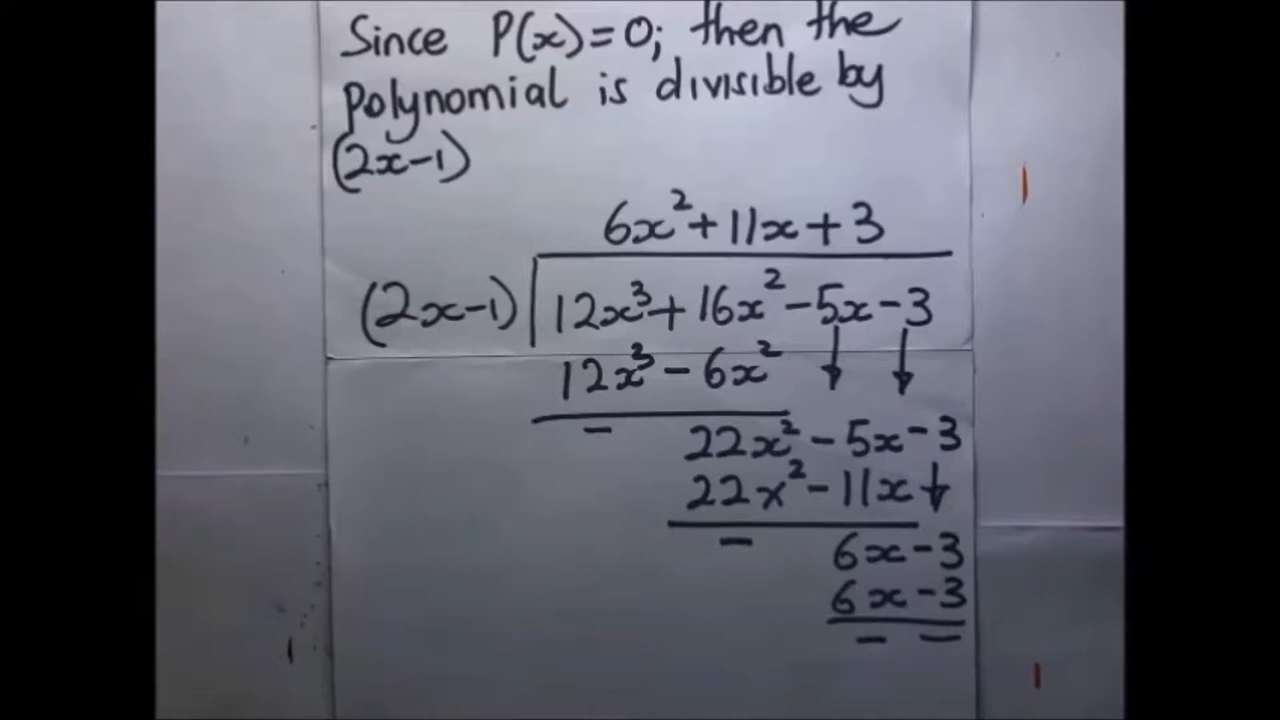 Since P(x)=0; then the
polynomial is divisible by
(2x-1)
6x²+11x+3
(2x-1) 12x³+16x²-5x-3
12x³-6x²
- 22x²-5x-3
22x²-11x
- 6x-3
6x-3
- -